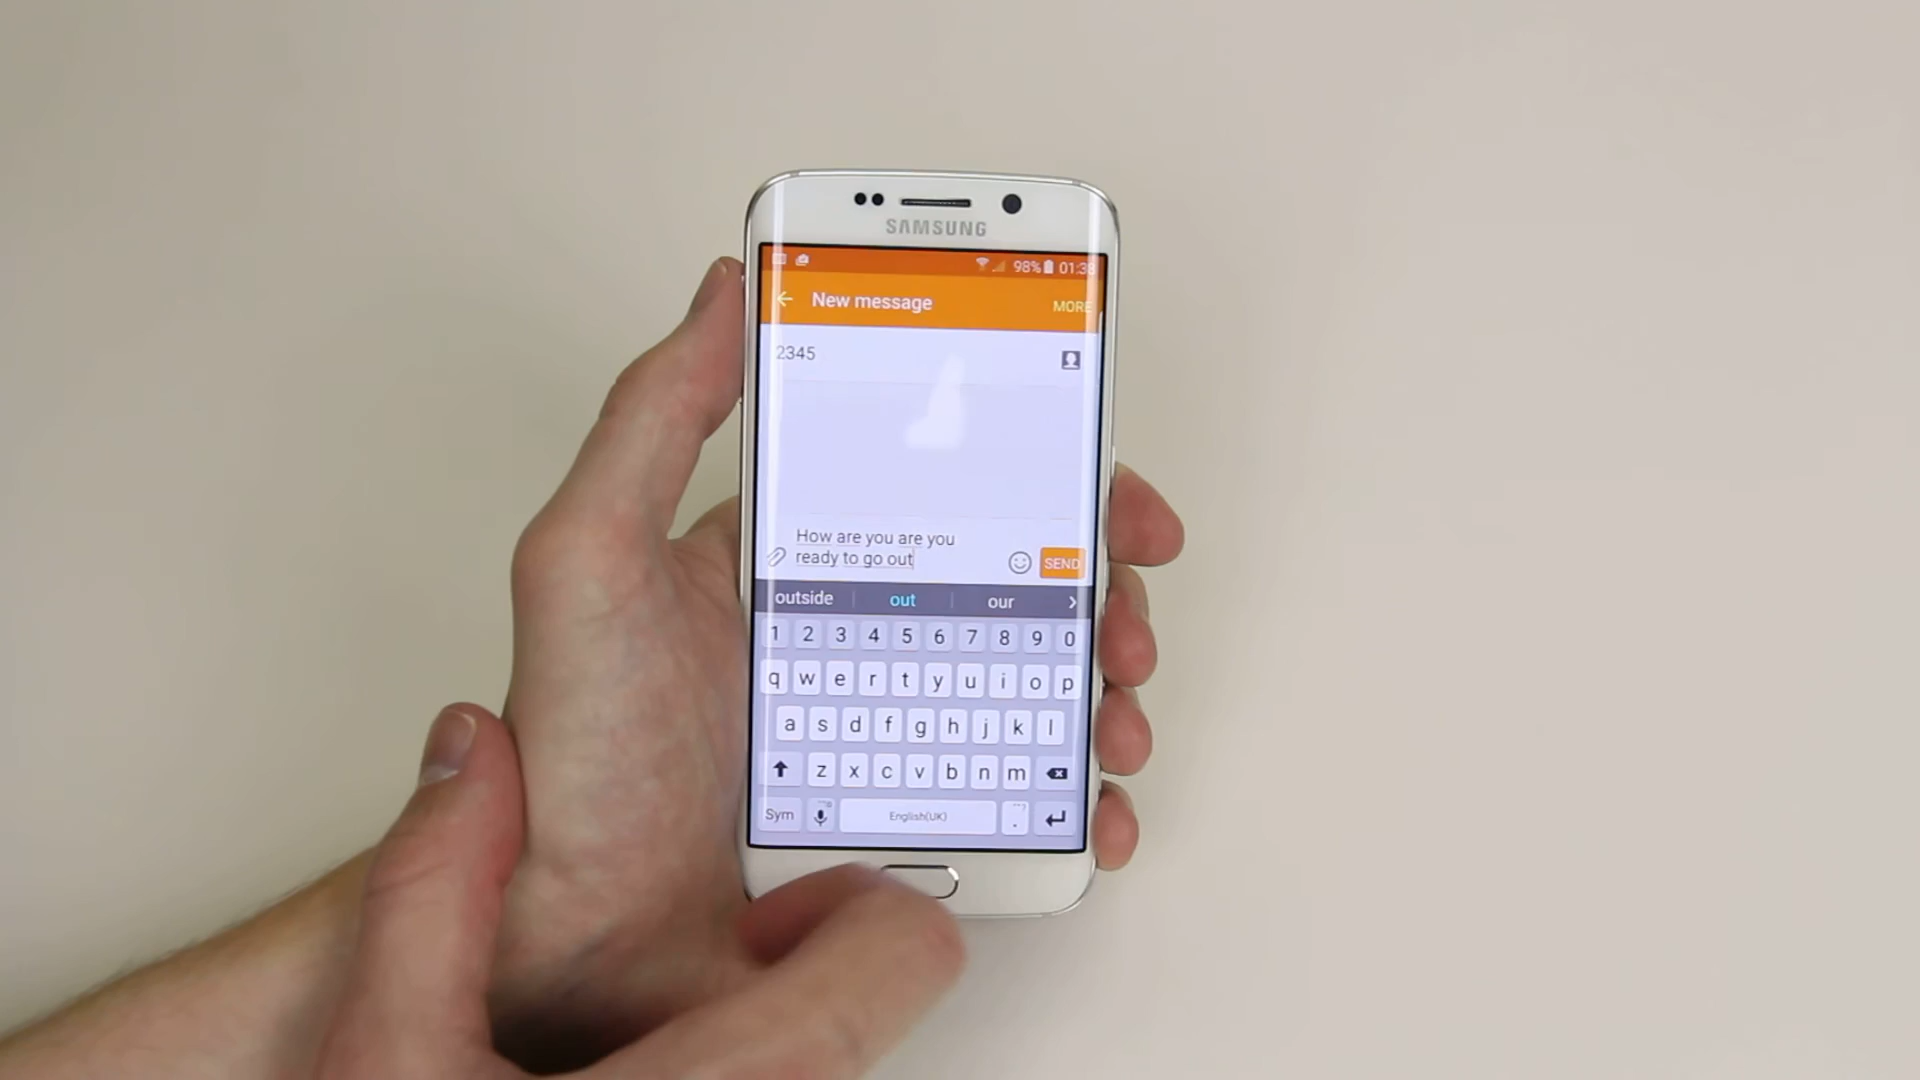 SAMSUNG
98% 01:38
New message
MORE
2345
How are you are you
ready to go out
SEND
outside out our
1 2 3 4 5 6 7 8 9 0
q w e r t y u i o p
a s d f g h j k l
z x c v b n m
Sym English(UK) .